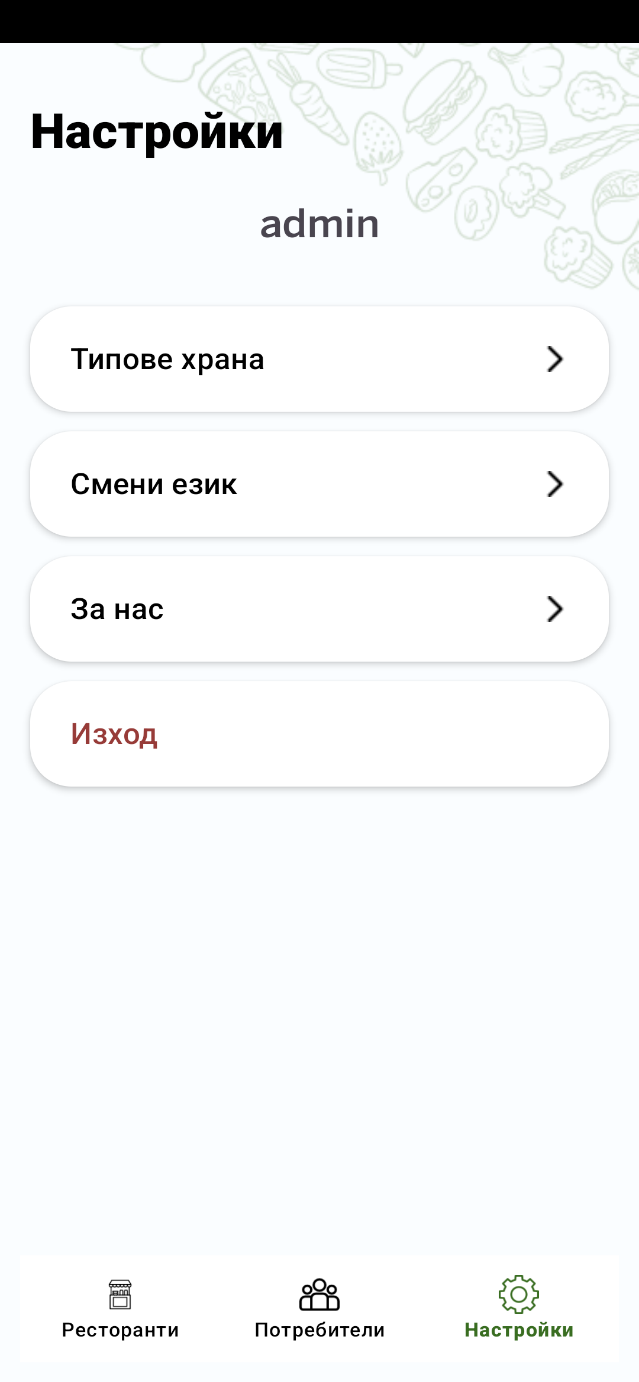 Настройки
admin
Типове храна
Смени език
За нас
Изход
Ресторанти
Потребители
Настройки